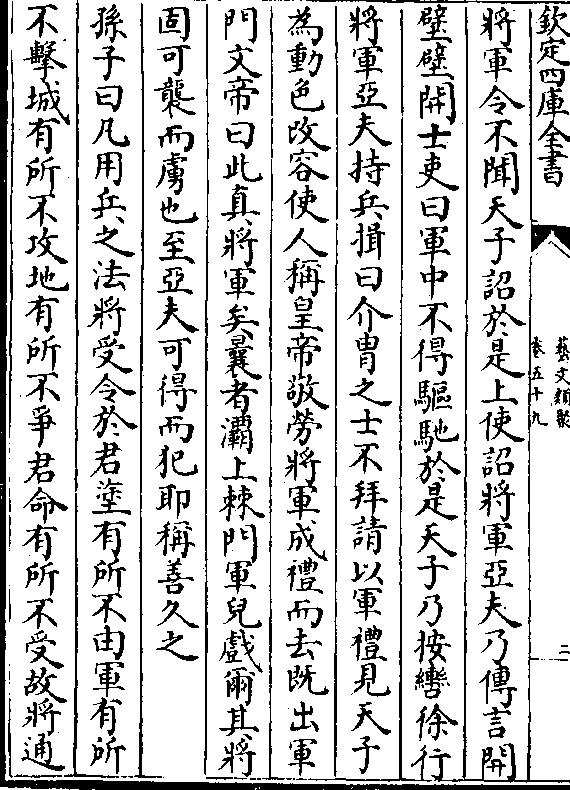 欽定四庫全書
藝文類聚
卷五十九
二
將軍令不聞天子詔於是上使詔將軍亞夫乃傳言開
壁壁開士吏曰軍中不得驅馳於是天子乃按轡徐行
將軍亞夫持兵揖曰介胄之士不拜請以軍禮見天子
為動色改容使人稱皇帝敬勞將軍成禮而去既出軍
門文帝曰此真將軍矣曩者灞上棘門軍兒戲爾其將
固可襲而虜也至亞夫可得而犯耶稱善久之
孫子曰凡用兵之法將受令於君塗有所不由軍有所
不擊城有所不攻地有所不爭君命有所不受故將通